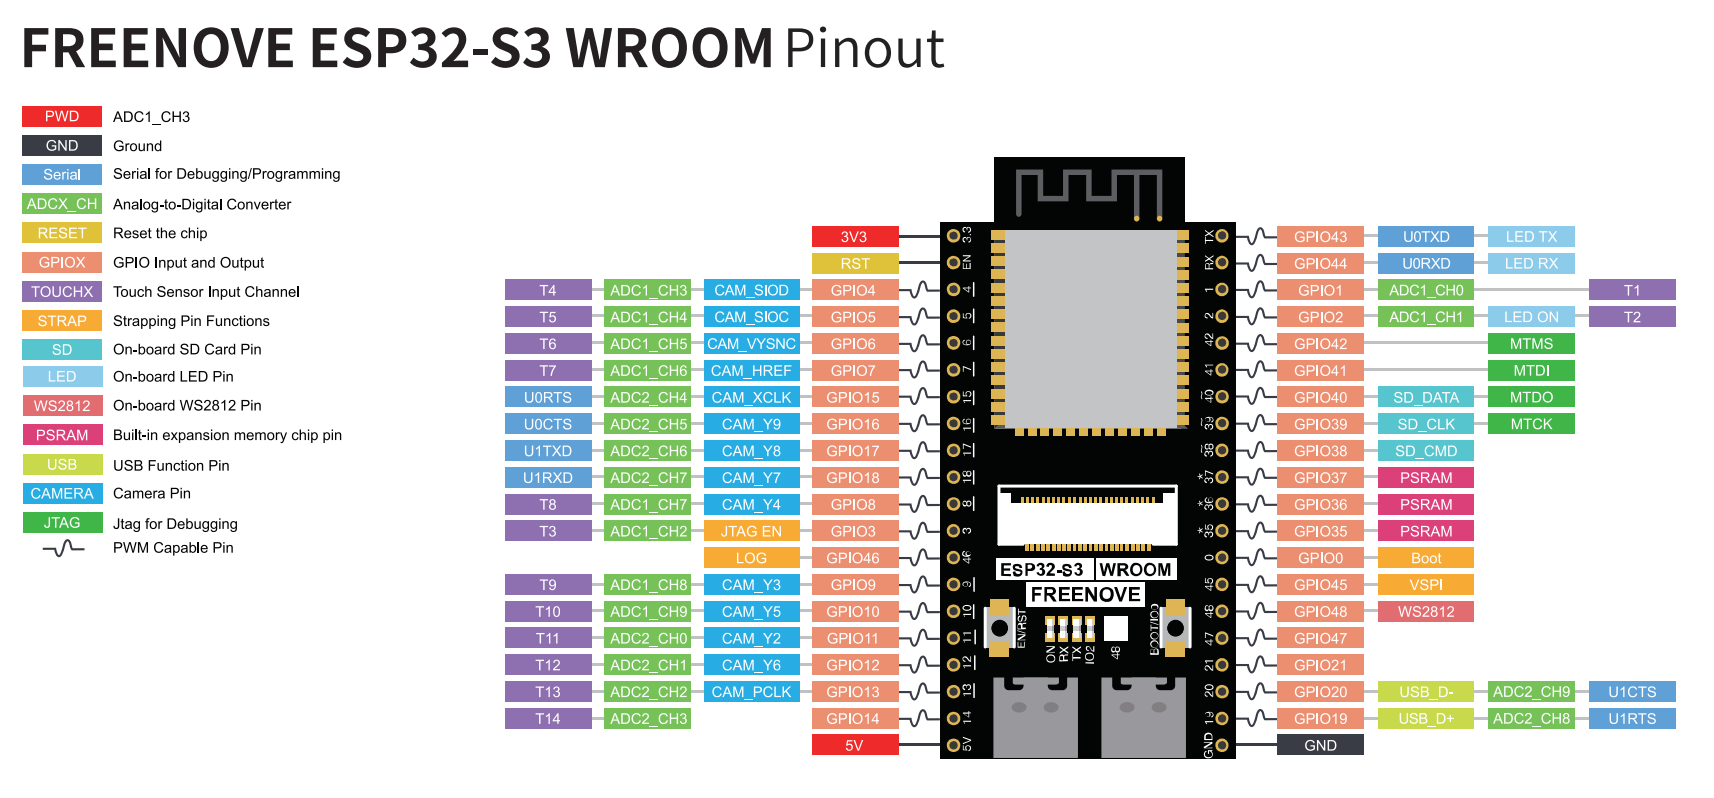 FREENOVE ESP32-S3 WROOM Pinout
PWD ADC1_CH3
GND Ground
Serial Serial for Debugging/Programming
ADCX_CH Analog-to-Digital Converter
RESET Reset the chip
GPIOX GPIO Input and Output
TOUCHX Touch Sensor Input Channel
STRAP Strapping Pin Functions
SD On-board SD Card Pin
LED On-board LED Pin
WS2812 On-board WS2812 Pin
PSRAM Built-in expansion memory chip pin
USB USB Function Pin
CAMERA Camera Pin
JTAG Jtag for Debugging
PWM Capable Pin
3V3 3.3 TX GPIO43 U0TXD LED TX
RST EN RX GPIO44 U0RXD LED RX
T4 ADC1_CH3 CAM_SIOD GPIO4 4 1 GPIO1 ADC1_CH0 T1
T5 ADC1_CH4 CAM_SIOC GPIO5 5 2 GPIO2 ADC1_CH1 LED ON T2
T6 ADC1_CH5 CAM_VYSNC GPIO6 6 42 GPIO42 MTMS
T7 ADC1_CH6 CAM_HREF GPIO7 7 41 GPIO41 MTDI
U0RTS ADC2_CH4 CAM_XCLK GPIO15 15 ~40 GPIO40 SD_DATA MTDO
U0CTS ADC2_CH5 CAM_Y9 GPIO16 16 ~39 GPIO39 SD_CLK MTCK
U1TXD ADC2_CH6 CAM_Y8 GPIO17 17 ~38 GPIO38 SD_CMD
U1RXD ADC2_CH7 CAM_Y7 GPIO18 18 *37 GPIO37 PSRAM
T8 ADC1_CH7 CAM_Y4 GPIO8 8 *36 GPIO36 PSRAM
T3 ADC1_CH2 JTAG EN GPIO3 3 *35 GPIO35 PSRAM
LOG GPIO46 46 0 GPIO0 Boot
ESP32-S3 WROOM
T9 ADC1_CH8 CAM_Y3 GPIO9 9 45 GPIO45 VSPI
FREENOVE
T10 ADC1_CH9 CAM_Y5 GPIO10 10 48 GPIO48 WS2812
EN/RST BOOT/IO0
T11 ADC2_CH0 CAM_Y2 GPIO11 11 47 GPIO47
ON RX TX IO2 48
T12 ADC2_CH1 CAM_Y6 GPIO12 12 21 GPIO21
T13 ADC2_CH2 CAM_PCLK GPIO13 13 20 GPIO20 USB_D- ADC2_CH9 U1CTS
T14 ADC2_CH3 GPIO14 14 19 GPIO19 USB_D+ ADC2_CH8 U1RTS
5V 5V GND GND